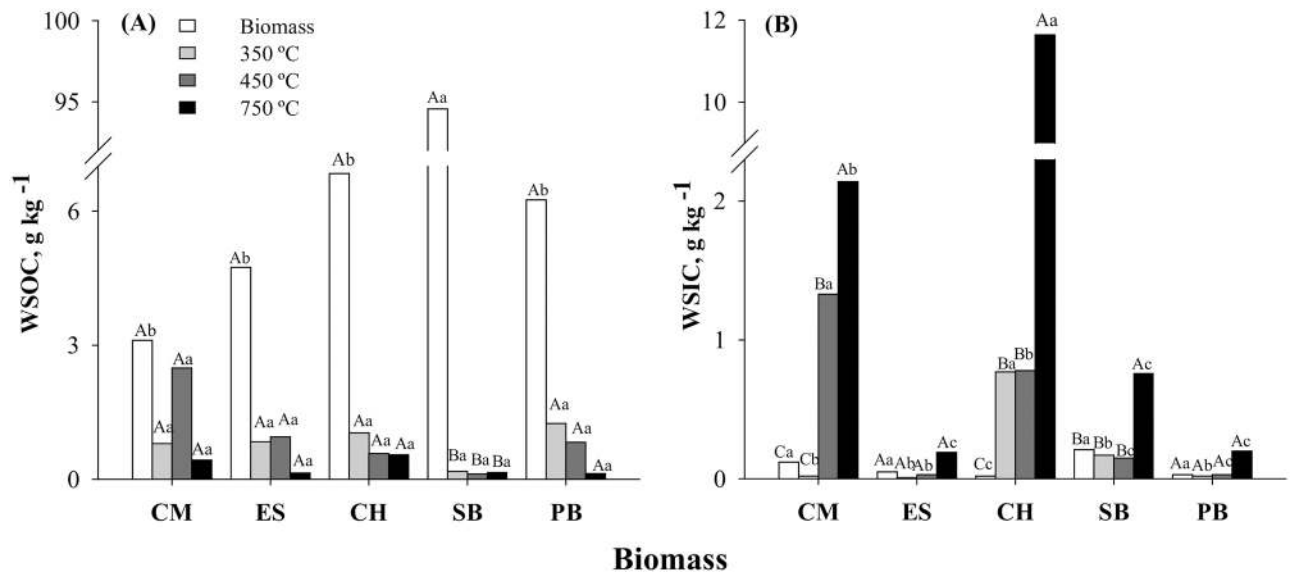 (A)
100
95
6
3
0
WSOC, g kg -1
Biomass
350 ºC
450 ºC
750 ºC
Ab Aa Aa Aa
Ab Aa Aa Aa
Ab Aa Aa Aa
Aa Ba Ba Ba
Ab Aa Aa Aa
CM ES CH SB PB
(B)
12
10
2
1
0
WSIC, g kg -1
Ca Cb Ba Ab
Aa Ab Ab Ac
Cc Ba Bb Aa
Ba Bb Bc Ac
Aa Ab Ac Ac
CM ES CH SB PB
Biomass